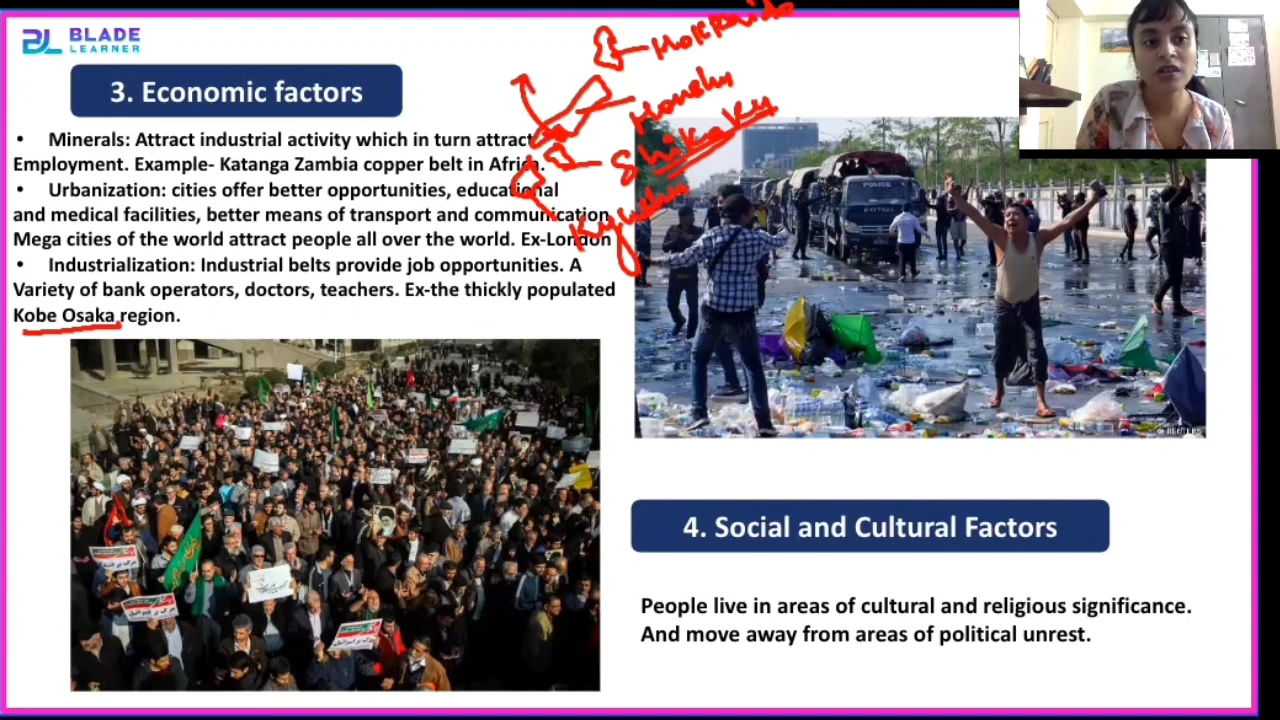 BLADE
LEARNER
3. Economic factors
Hokkaido
Honshu
Shikoku
Kyushu
• Minerals: Attract industrial activity which in turn attract
Employment. Example- Katanga Zambia copper belt in Africa.
• Urbanization: cities offer better opportunities, educational
and medical facilities, better means of transport and communication
Mega cities of the world attract people all over the world. Ex-London
• Industrialization: Industrial belts provide job opportunities. A
Variety of bank operators, doctors, teachers. Ex-the thickly populated
Kobe Osaka region.
POLICE
© REUTERS
4. Social and Cultural Factors
People live in areas of cultural and religious significance.
And move away from areas of political unrest.